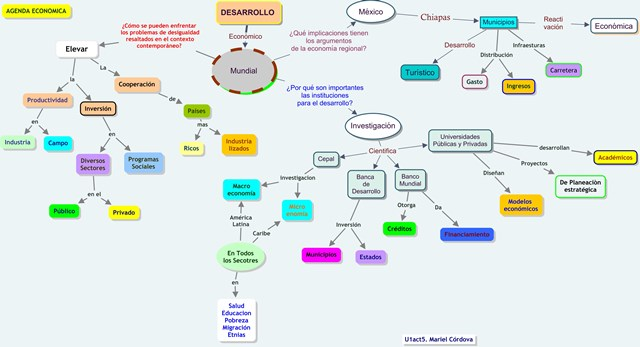 AGENDA ECONOMICA
DESARROLLO
Económico
Mundial
¿Cómo se pueden enfrentar
los problemas de desigualdad
resaltados en el contexto
contemporáneo?
Elevar
la
La
Productividad
en
Industria
Campo
Inversión
en
Diversos
Sectores
Programas
Sociales
en el
Público
Privado
Cooperación
de
Países
mas
Ricos
Industria
lizados
¿Qué implicaciones tienen
los argumentos
de la economía regional?
México
Chiapas
Municipios
Reacti
vación
Económica
Desarrollo
Distribución
Infraesturas
Turístico
Gasto
Ingresos
Carretera
¿Por qué son importantes
las instituciones
para el desarrollo?
Investigación
Científica
Cepal
Investigacion
Macro
economía
Micro
enomía
América
Latina
Caribe
En Todos
los Secotres
en
Salud
Educacion
Pobreza
Migración
Etnias
Banca
de
Desarrollo
Inversión
Municipios
Estados
Banco
Mundial
Otorga
Da
Créditos
Financiamiento
Universidades
Públicas y Privadas
desarrollan
Académicos
Proyectos
De Planeación
estratégica
Diseñan
Modelos
económicos
U1act5. Mariel Córdova